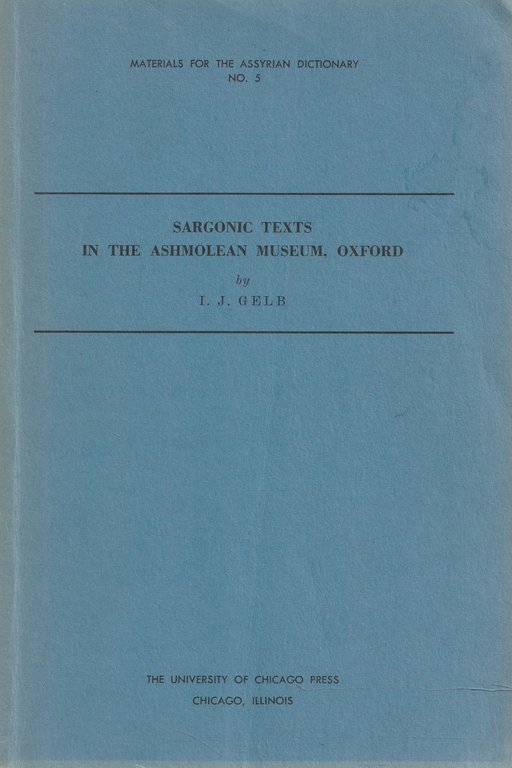 MATERIALS FOR THE ASSYRIAN DICTIONARY
NO. 5
SARGONIC TEXTS
IN THE ASHMOLEAN MUSEUM, OXFORD
by
I. J. GELB
THE UNIVERSITY OF CHICAGO PRESS
CHICAGO, ILLINOIS